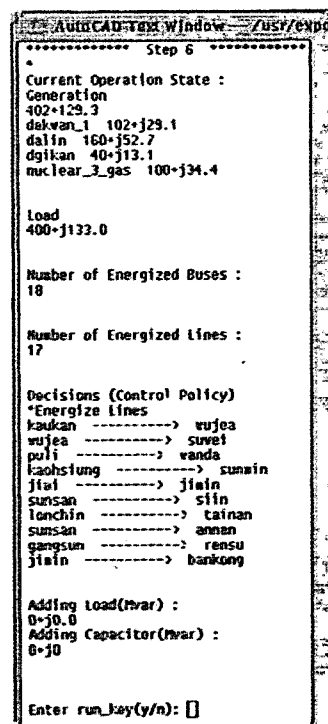 AutoCAD Text Window — /usr/expo
************* Step 6 *************
*
Current Operation State :
Generation
402+129.3
dakwan_1 102+j29.1
dalin 160+j52.7
dgikan 40+j13.1
nuclear_3_gas 100+j34.4
Load
400+j133.0
Number of Energized Buses :
18
Number of Energized Lines :
17
Decisions (Control Policy)
*Energize Lines
kaukan -----------> wujea
wujea -----------> suwei
puli -----------> wanda
kaohsiung -----------> sunmin
jiai -----------> jimin
sunsan -----------> siin
lonchin -----------> tainan
sunsan -----------> annan
gangsun -----------> rensu
jimin -----------> bankong
Adding Load(Mvar) :
0+j0.0
Adding Capacitor(Mvar) :
0+j0
Enter run_key(y/n):